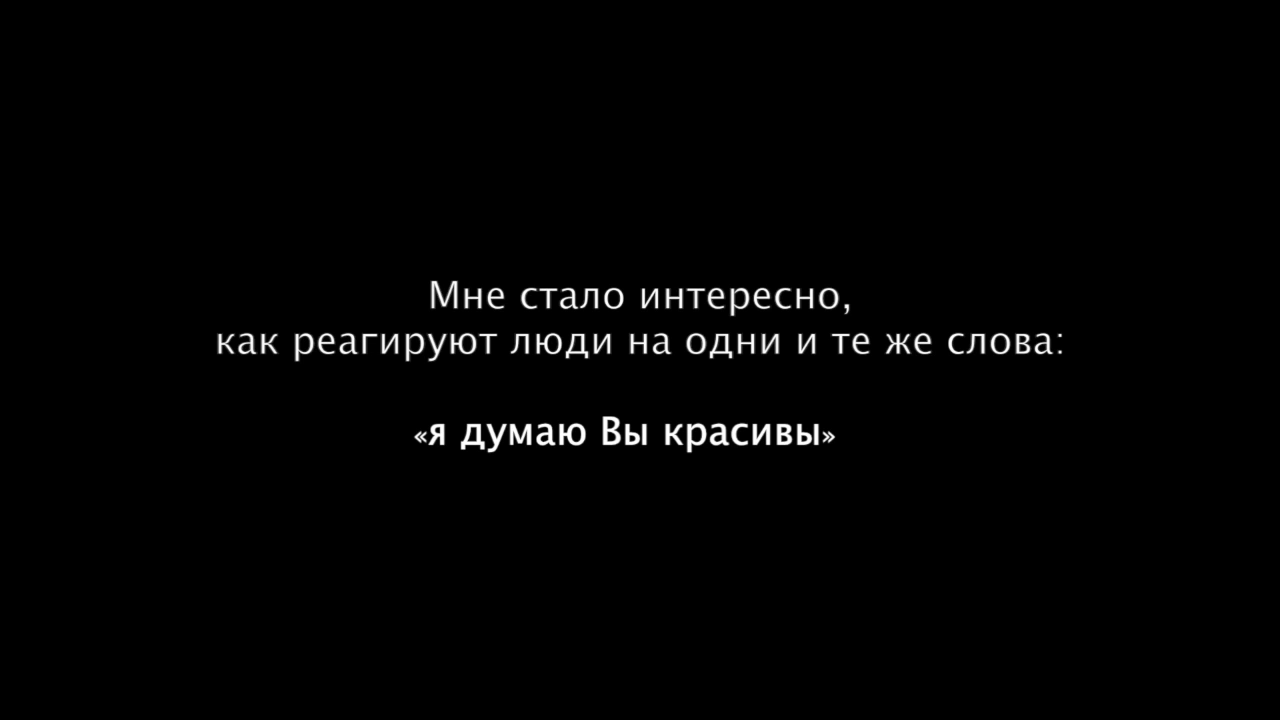 Мне стало интересно,
как реагируют люди на одни и те же слова:
«я думаю Вы красивы»